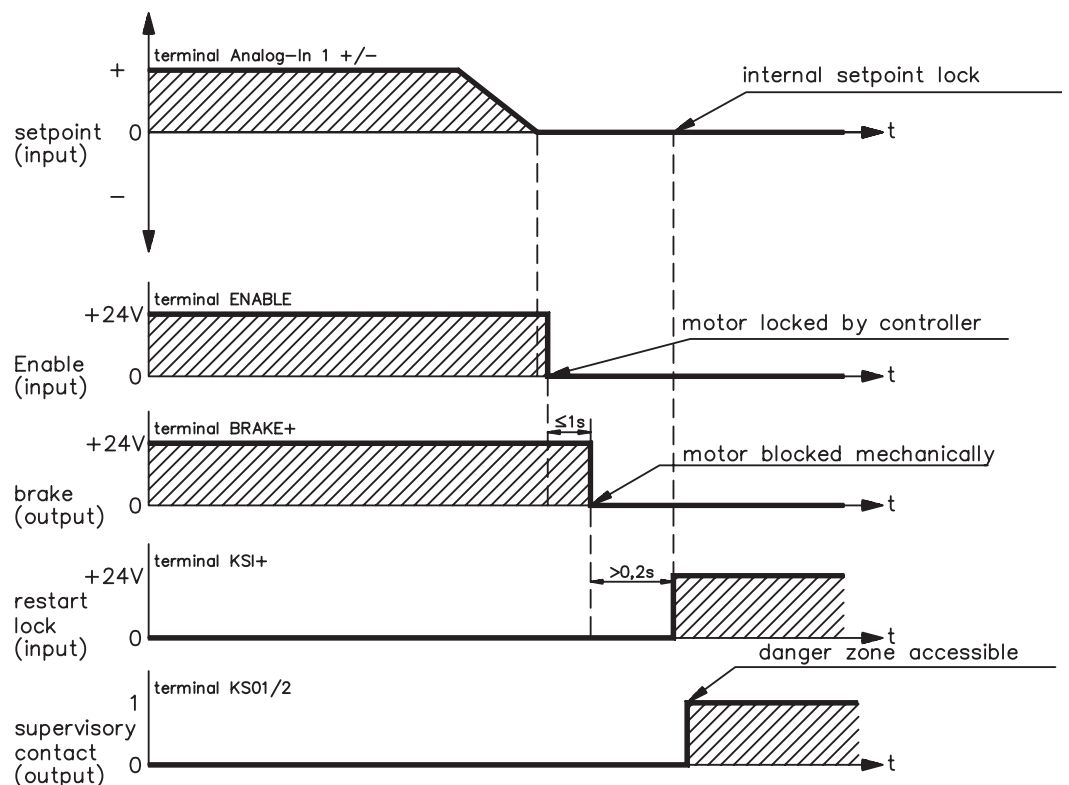 terminal Analog-In 1 +/-
+
internal setpoint lock
setpoint
(input)
0
t
-
terminal ENABLE
+24V
motor locked by controller
Enable
(input)
0
t
≤1s
terminal BRAKE+
+24V
motor blocked mechanically
brake
(output)
0
t
terminal KSI+
+24V
>0,2s
restart
lock
(input)
0
t
danger zone accessible
terminal KS01/2
1
supervisory
contact
(output)
0
t